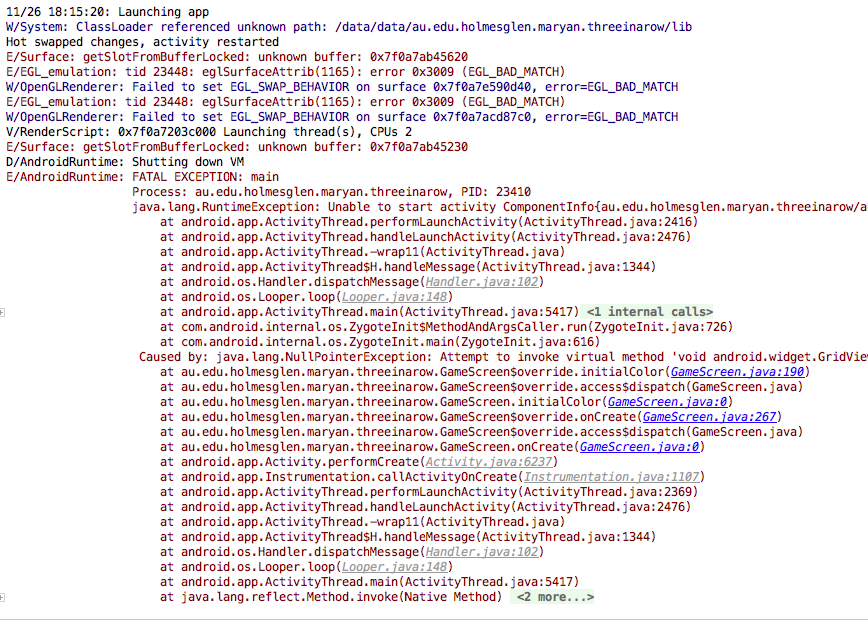 11/26 18:15:20: Launching app
W/System: ClassLoader referenced unknown path: /data/data/au.edu.holmesglen.maryan.threeinarow/lib
Hot swapped changes, activity restarted
E/Surface: getSlotFromBufferLocked: unknown buffer: 0x7f0a7ab45620
E/EGL_emulation: tid 23448: eglSurfaceAttrib(1165): error 0x3009 (EGL_BAD_MATCH)
W/OpenGLRenderer: Failed to set EGL_SWAP_BEHAVIOR on surface 0x7f0a7e590d40, error=EGL_BAD_MATCH
E/EGL_emulation: tid 23448: eglSurfaceAttrib(1165): error 0x3009 (EGL_BAD_MATCH)
W/OpenGLRenderer: Failed to set EGL_SWAP_BEHAVIOR on surface 0x7f0a7acd87c0, error=EGL_BAD_MATCH
V/RenderScript: 0x7f0a7203c000 Launching thread(s), CPUs 2
E/Surface: getSlotFromBufferLocked: unknown buffer: 0x7f0a7ab45230
D/AndroidRuntime: Shutting down VM
E/AndroidRuntime: FATAL EXCEPTION: main
Process: au.edu.holmesglen.maryan.threeinarow, PID: 23410
java.lang.RuntimeException: Unable to start activity ComponentInfo{au.edu.holmesglen.maryan.threeinarow/a
at android.app.ActivityThread.performLaunchActivity(ActivityThread.java:2416)
at android.app.ActivityThread.handleLaunchActivity(ActivityThread.java:2476)
at android.app.ActivityThread.-wrap11(ActivityThread.java)
at android.app.ActivityThread$H.handleMessage(ActivityThread.java:1344)
at android.os.Handler.dispatchMessage(Handler.java:102)
at android.os.Looper.loop(Looper.java:148)
at android.app.ActivityThread.main(ActivityThread.java:5417) <1 internal calls>
at com.android.internal.os.ZygoteInit$MethodAndArgsCaller.run(ZygoteInit.java:726)
at com.android.internal.os.ZygoteInit.main(ZygoteInit.java:616)
Caused by: java.lang.NullPointerException: Attempt to invoke virtual method 'void android.widget.GridView
at au.edu.holmesglen.maryan.threeinarow.GameScreen$override.initialColor(GameScreen.java:190)
at au.edu.holmesglen.maryan.threeinarow.GameScreen$override.access$dispatch(GameScreen.java)
at au.edu.holmesglen.maryan.threeinarow.GameScreen.initialColor(GameScreen.java:0)
at au.edu.holmesglen.maryan.threeinarow.GameScreen$override.onCreate(GameScreen.java:267)
at au.edu.holmesglen.maryan.threeinarow.GameScreen$override.access$dispatch(GameScreen.java)
at au.edu.holmesglen.maryan.threeinarow.GameScreen.onCreate(GameScreen.java:0)
at android.app.Activity.performCreate(Activity.java:6237)
at android.app.Instrumentation.callActivityOnCreate(Instrumentation.java:1107)
at android.app.ActivityThread.performLaunchActivity(ActivityThread.java:2369)
at android.app.ActivityThread.handleLaunchActivity(ActivityThread.java:2476)
at android.app.ActivityThread.-wrap11(ActivityThread.java)
at android.app.ActivityThread$H.handleMessage(ActivityThread.java:1344)
at android.os.Handler.dispatchMessage(Handler.java:102)
at android.os.Looper.loop(Looper.java:148)
at android.app.ActivityThread.main(ActivityThread.java:5417)
at java.lang.reflect.Method.invoke(Native Method) <2 more...>